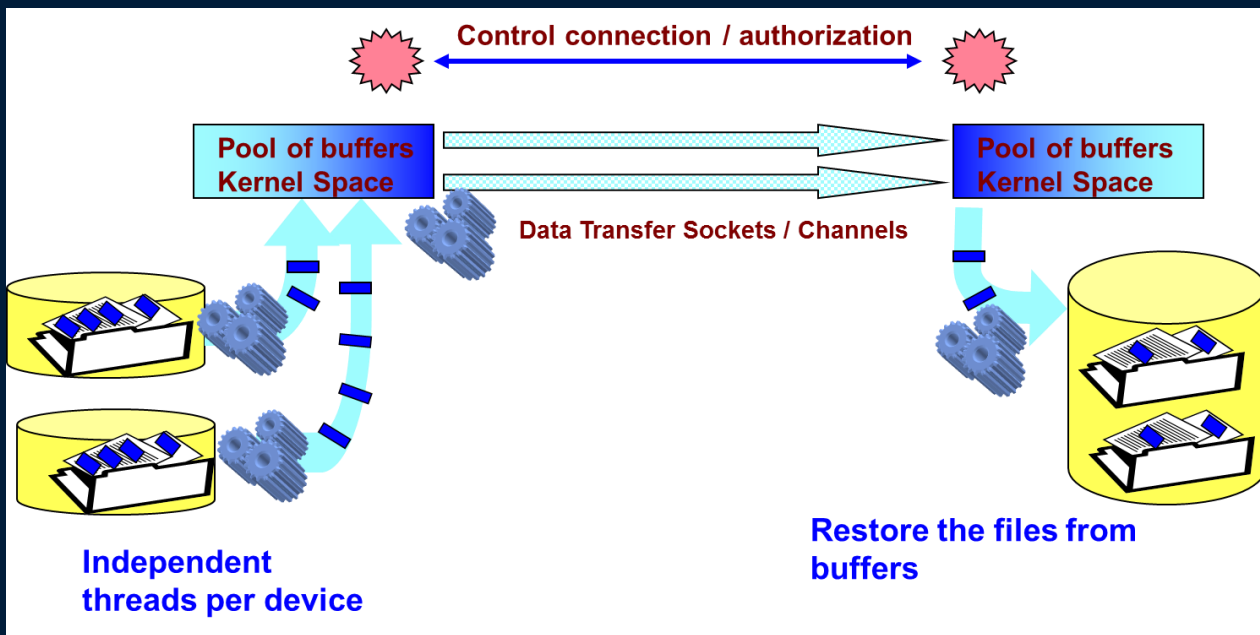 Control connection / authorization
Pool of buffers
Kernel Space
Pool of buffers
Kernel Space
Data Transfer Sockets / Channels
Independent
threads per device
Restore the files from
buffers